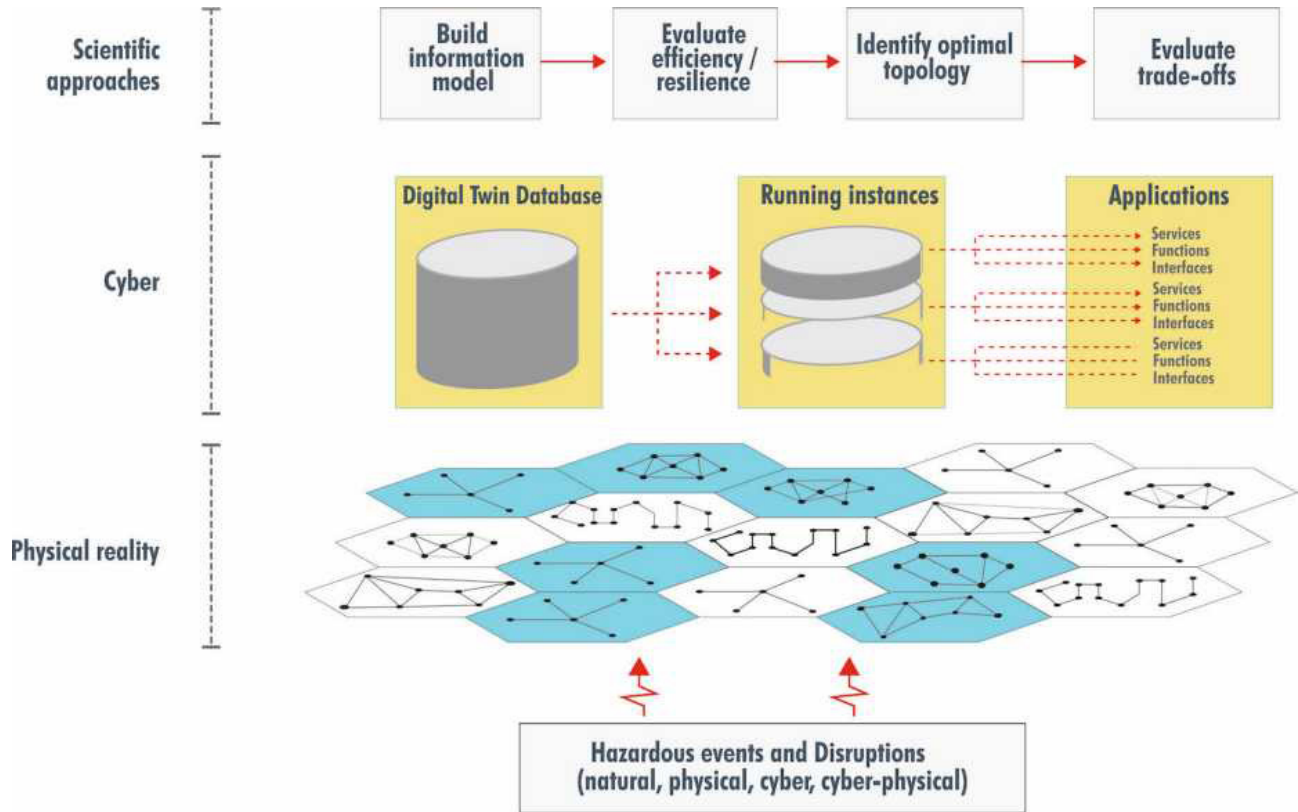 Scientific
approaches
Build
information
model
Evaluate
efficiency /
resilience
Identify optimal
topology
Evaluate
trade-offs
Cyber
Digital Twin Database
Running instances
Applications
Services
Functions
Interfaces
Services
Functions
Interfaces
Services
Functions
Interfaces
Physical reality
Hazardous events and Disruptions
(natural, physical, cyber, cyber-physical)